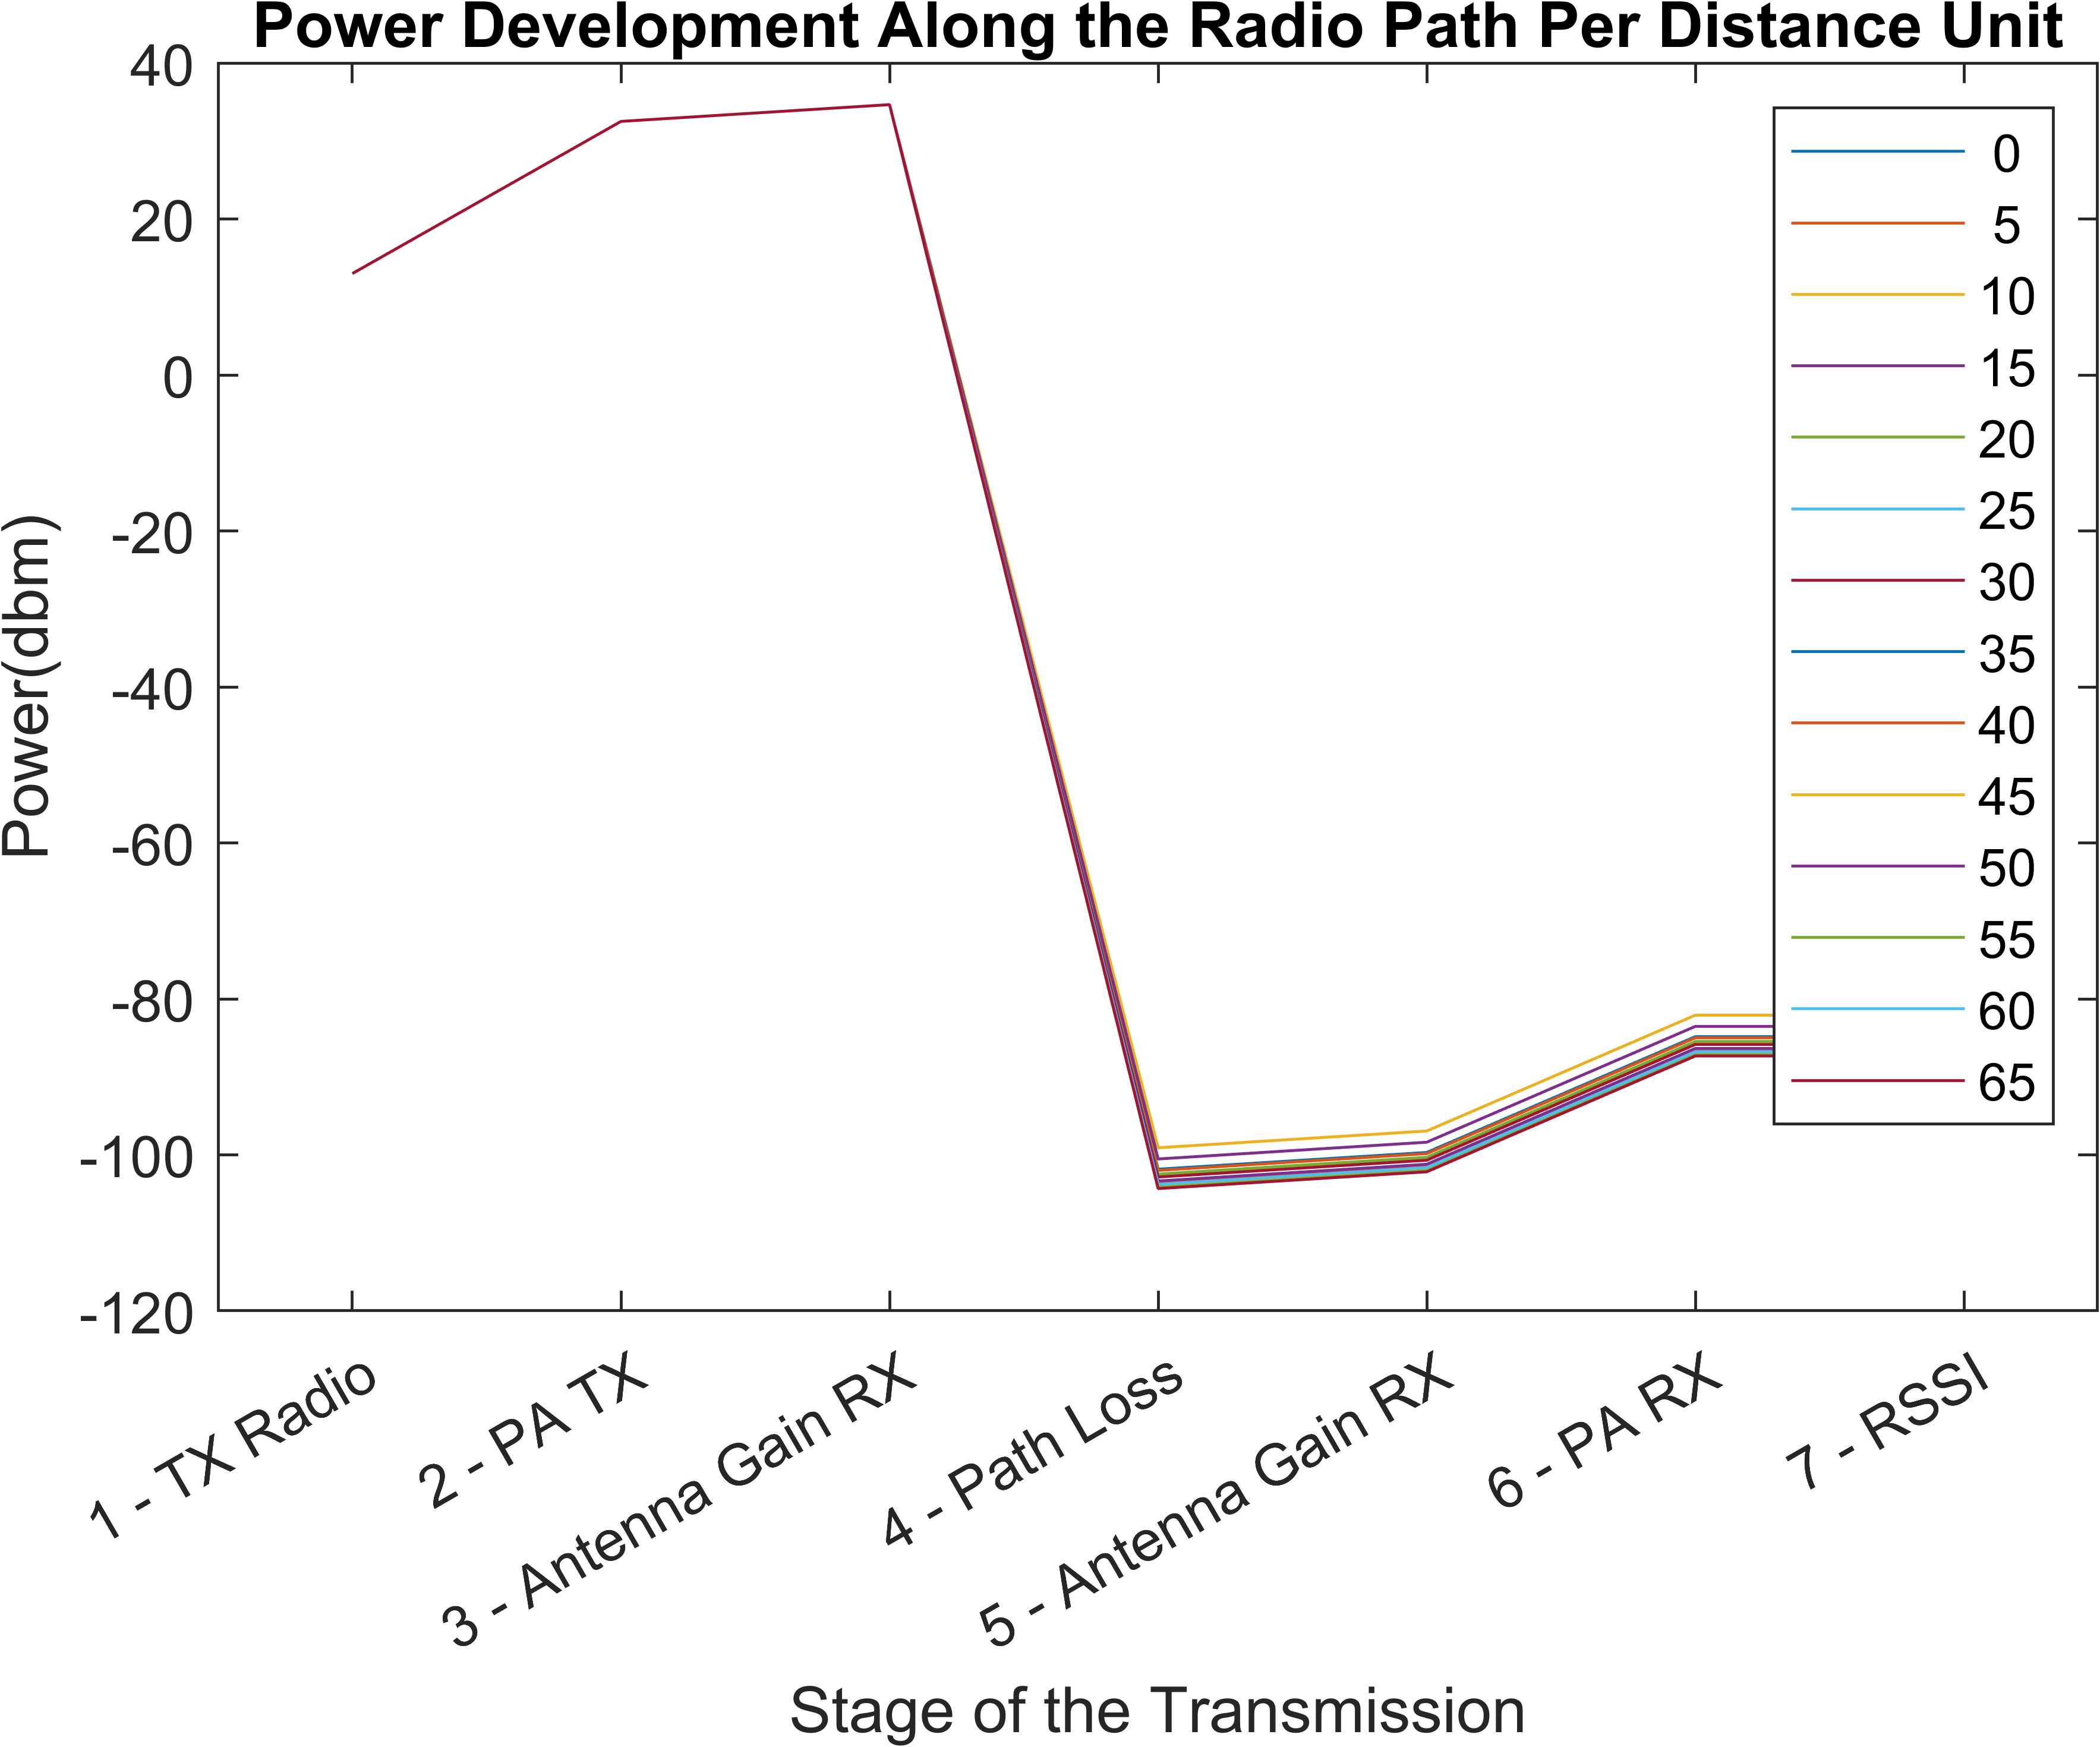 Power Development Along the Radio Path Per Distance Unit
40
20
0
-20
-40
-60
-80
-100
-120
Power(dbm)
0
5
10
15
20
25
30
35
40
45
50
55
60
65
1 - TX Radio
2 - PA TX
3 - Antenna Gain RX
4 - Path Loss
5 - Antenna Gain RX
6 - PA RX
7 - RSSI
Stage of the Transmission